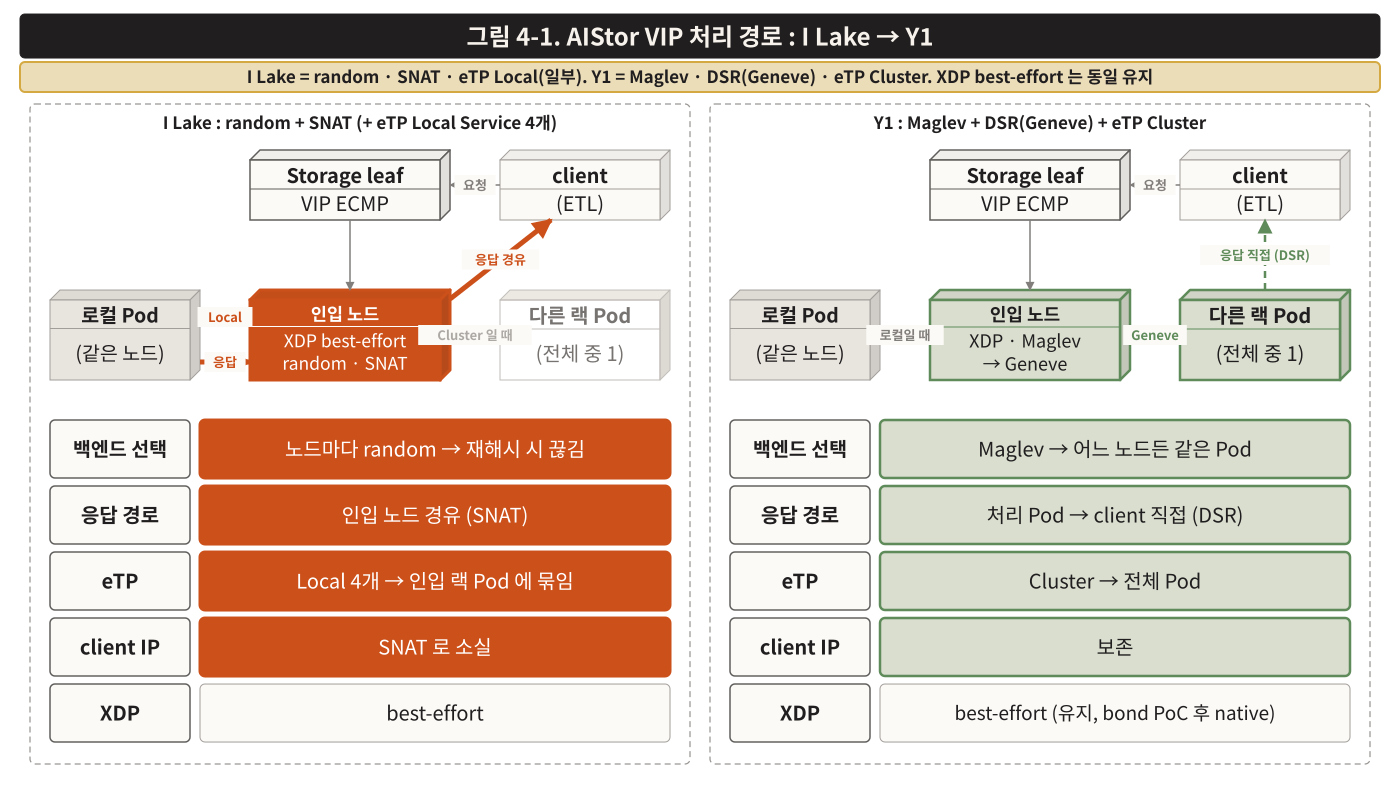 그림 4-1. AIStor VIP 처리 경로 : I Lake → Y1
I Lake = random · SNAT · eTP Local(일부). Y1 = Maglev · DSR(Geneve) · eTP Cluster. XDP best-effort 는 동일 유지
I Lake : random + SNAT (+ eTP Local Service 4개)
Storage leaf
VIP ECMP
요청
client
(ETL)
응답 경유
로컬 Pod
(같은 노드)
Local
응답
인입 노드
XDP best-effort
random · SNAT
Cluster 일 때
다른 랙 Pod
(전체 중 1)
백엔드 선택
노드마다 random → 재해시 시 끊김
응답 경로
인입 노드 경유 (SNAT)
eTP
Local 4개 → 인입 랙 Pod 에 묶임
client IP
SNAT 로 소실
XDP
best-effort
Y1 : Maglev + DSR(Geneve) + eTP Cluster
Storage leaf
VIP ECMP
요청
client
(ETL)
응답 직접 (DSR)
로컬 Pod
(같은 노드)
로컬일 때
인입 노드
XDP · Maglev
→ Geneve
Geneve
다른 랙 Pod
(전체 중 1)
백엔드 선택
Maglev → 어느 노드든 같은 Pod
응답 경로
처리 Pod → client 직접 (DSR)
eTP
Cluster → 전체 Pod
client IP
보존
XDP
best-effort (유지, bond PoC 후 native)